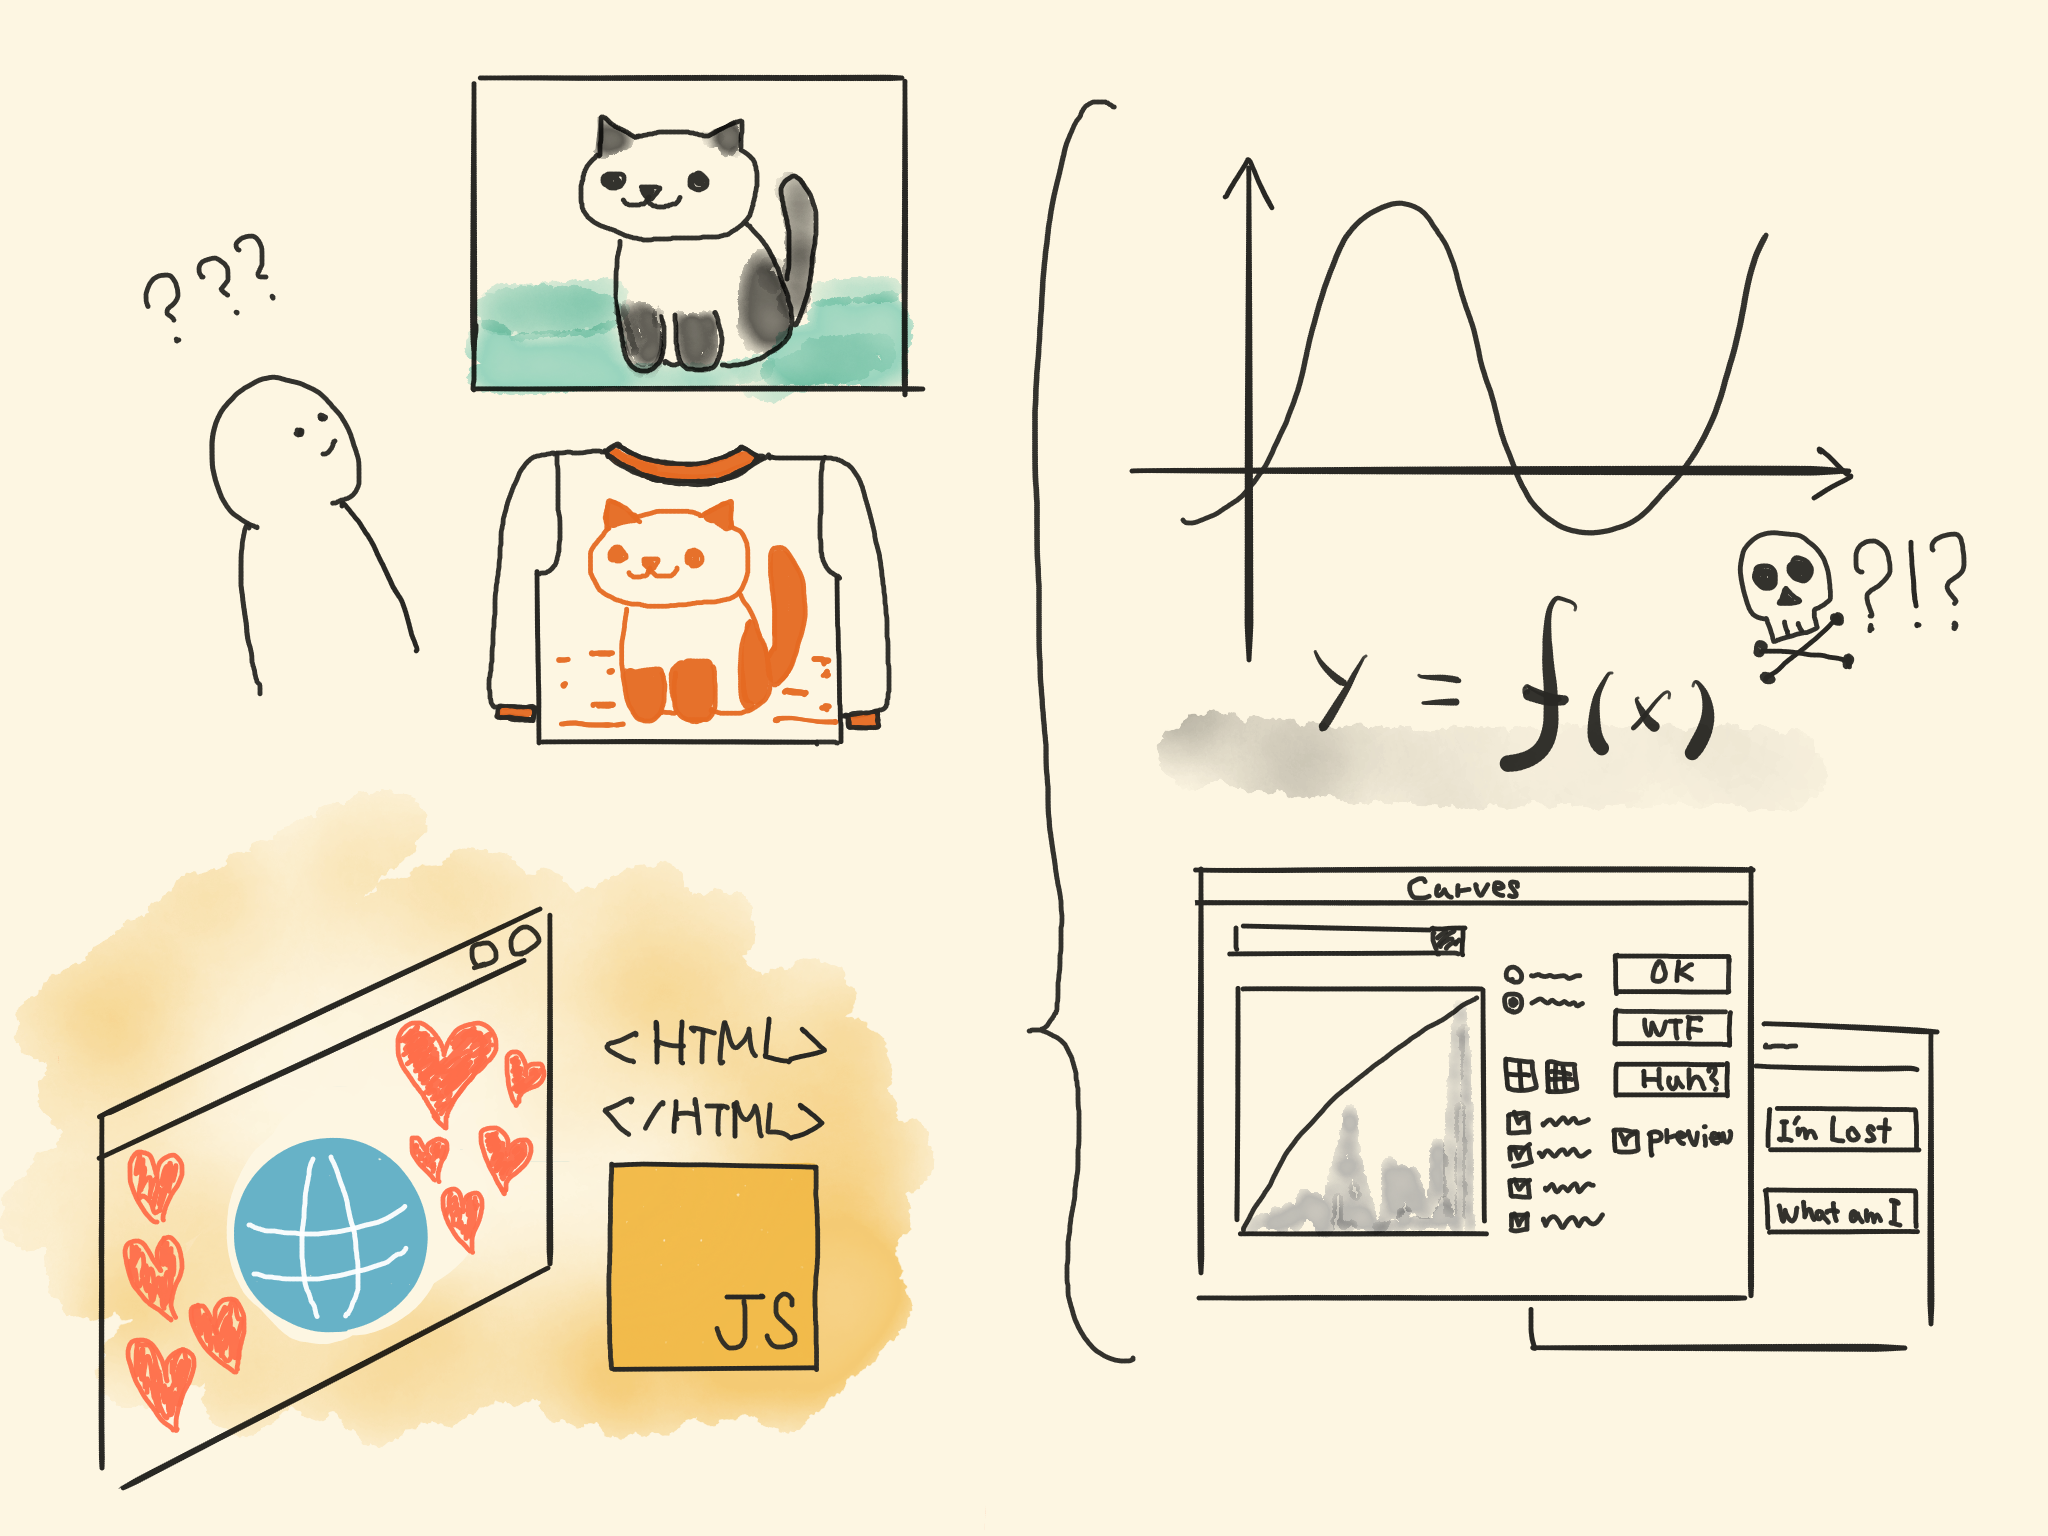 ???
<HTML>
</HTML>
JS
?!?
y = f(x)
Curves
OK
WTF
Huh?
preview
I'm Lost
What am I